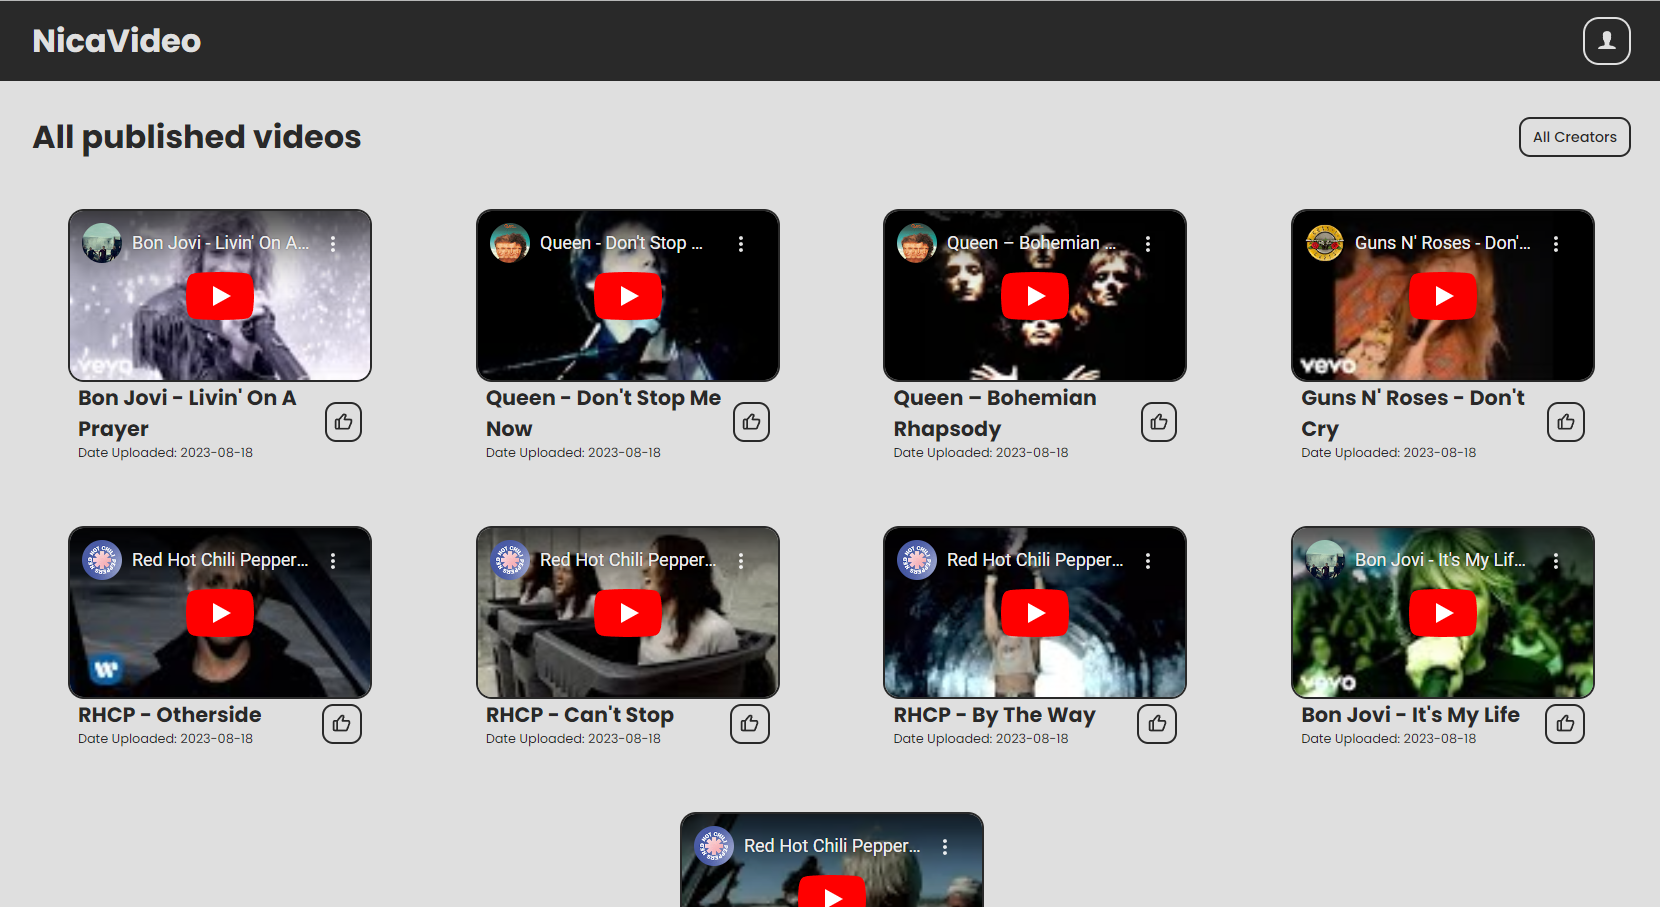 NicaVideo
All published videos
All Creators
Bon Jovi - Livin' On A...
Queen - Don't Stop ...
Queen – Bohemian ...
Guns N' Roses - Don'...
vevo
vevo
Bon Jovi - Livin' On A
Prayer
Date Uploaded: 2023-08-18
Queen - Don't Stop Me
Now
Date Uploaded: 2023-08-18
Queen – Bohemian
Rhapsody
Date Uploaded: 2023-08-18
Guns N' Roses - Don't
Cry
Date Uploaded: 2023-08-18
Red Hot Chili Pepper...
Red Hot Chili Pepper...
Red Hot Chili Pepper...
Bon Jovi - It's My Lif...
vevo
RHCP - Otherside
Date Uploaded: 2023-08-18
RHCP - Can't Stop
Date Uploaded: 2023-08-18
RHCP - By The Way
Date Uploaded: 2023-08-18
Bon Jovi - It's My Life
Date Uploaded: 2023-08-18
Red Hot Chili Pepper...